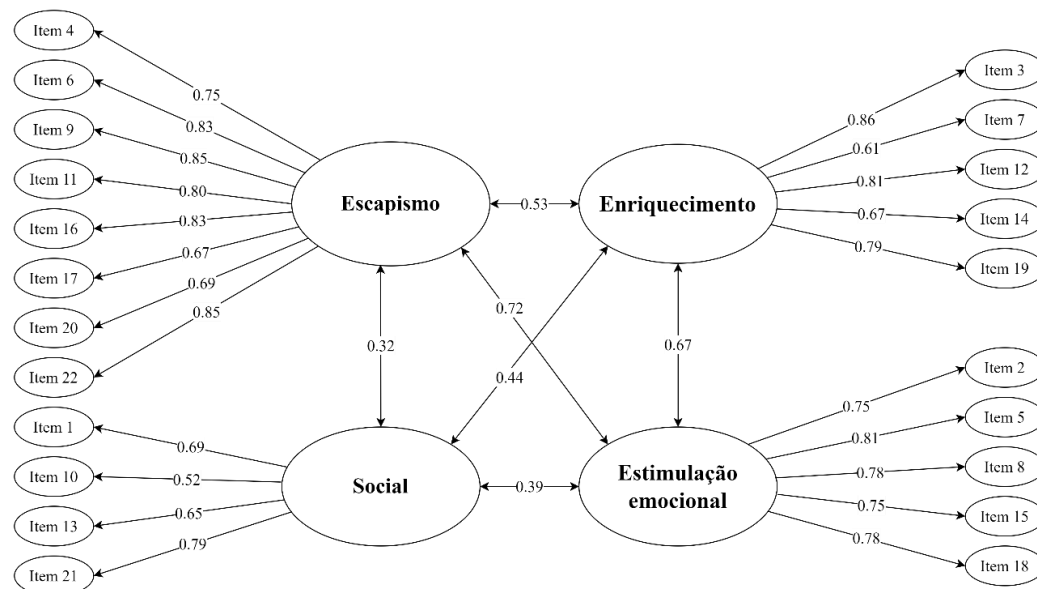 Item 4
Item 6
Item 9
Item 11
Item 16
Item 17
Item 20
Item 22
0.75
0.83
0.85
0.80
0.83
0.67
0.69
0.85
Escapismo
0.53
Enriquecimento
0.86
0.61
0.81
0.67
0.79
Item 3
Item 7
Item 12
Item 14
Item 19
0.32
0.72
0.44
0.67
Item 1
Item 10
Item 13
Item 21
0.69
0.52
0.65
0.79
Social
0.39
Estimulação
emocional
0.75
0.81
0.78
0.75
0.78
Item 2
Item 5
Item 8
Item 15
Item 18